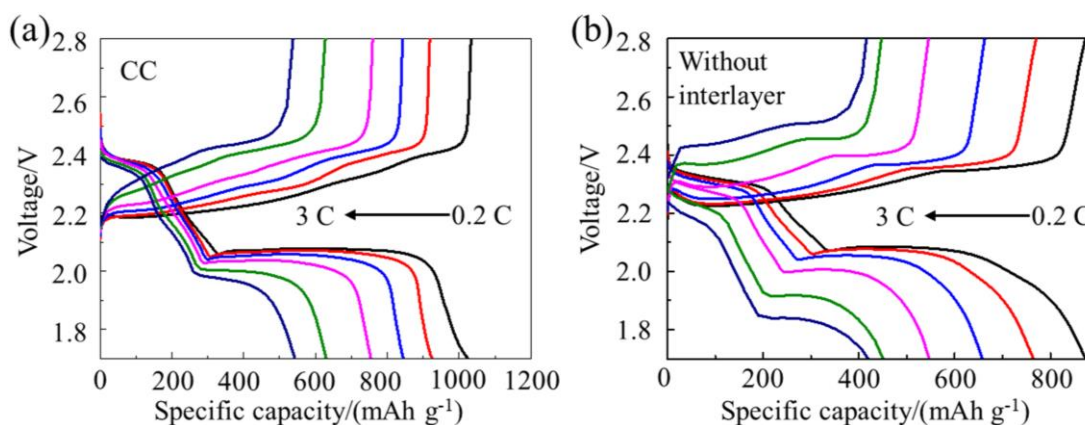 (a)
CC
3 C
0.2 C
2.8
2.6
2.4
2.2
2.0
1.8
Voltage/V
0
200
400
600
800
1000
1200
Specific capacity/(mAh g⁻¹)
(b)
Without
interlayer
3 C
0.2 C
2.8
2.6
2.4
2.2
2.0
1.8
Voltage/V
0
200
400
600
800
Specific capacity/(mAh g⁻¹)